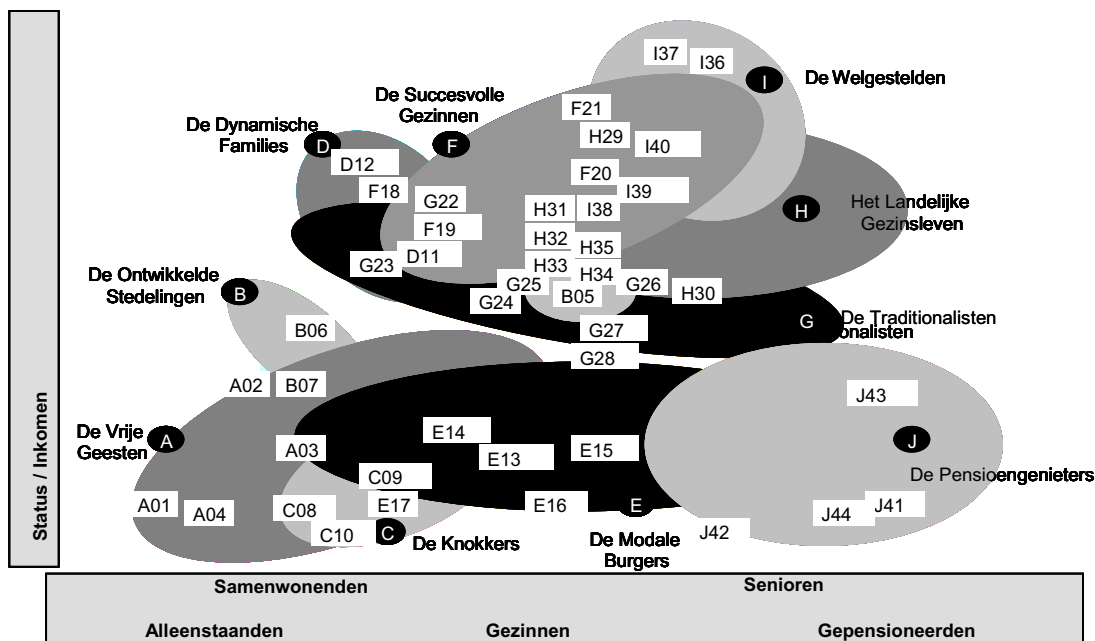 I37
I36
I
De Welgestelden
De Succesvolle
Gezinnen
F21
De Dynamische
Families
D
F
H29
I40
D12
F20
F18
I39
G22
H31
I38
H
Het Landelijke
Gezinsleven
F19
H32
H35
D11
G23
H33
H34
De Ontwikkelde
Stedelingen
B
G25
G26
G24
B05
H30
B06
G27
G
De Traditionalisten
onalisten
G28
A02
B07
J43
De Vrije
Geesten
A
E14
A03
E13
E15
J
C09
De Pensioengenieters
A01
A04
C08
E17
E16
E
J44
J41
C10
C
De Knokkers
De Modale
Burgers
J42
Status / Inkomen
Samenwonenden
Senioren
Alleenstaanden
Gezinnen
Gepensioneerden